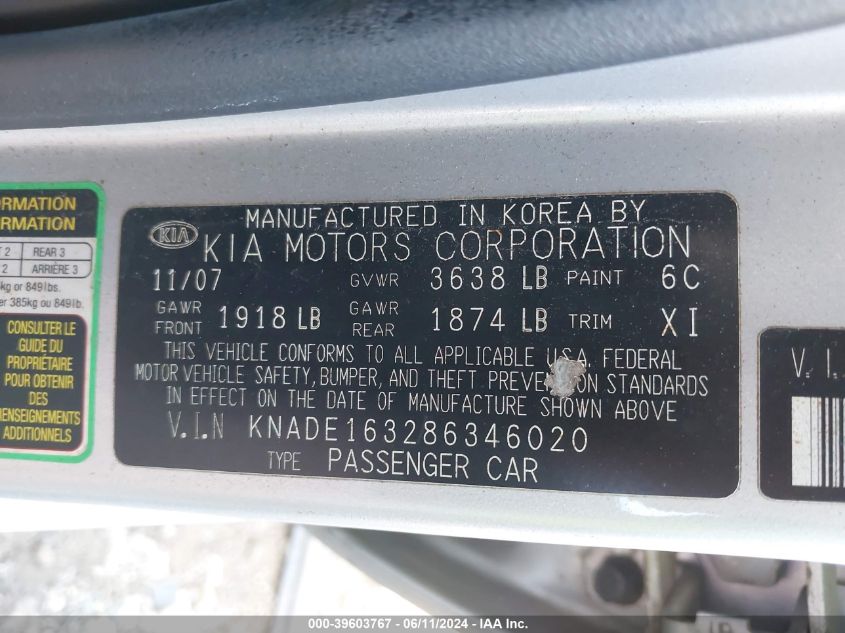 ORMATION
ORMATION
T 2 REAR 3
2 ARRIÈRE 3
kg or 849lbs.
er 385kg ou 849lb.
CONSULTER LE
GUIDE DU
PROPRIÉTAIRE
POUR OBTENIR
DES
RENSEIGNEMENTS
ADDITIONNELS
KIA
MANUFACTURED IN KOREA BY
KIA MOTORS CORPORATION
11/07 GVWR 3638 LB PAINT 6C
GAWR FRONT 1918 LB GAWR REAR 1874 LB TRIM XI
THIS VEHICLE CONFORMS TO ALL APPLICABLE U.S.A. FEDERAL
MOTOR VEHICLE SAFETY, BUMPER, AND THEFT PREVE ON STANDARDS
IN EFFECT ON THE DATE OF MANUFACTURE SHOWN ABOVE
V.I.N KNADE163286346020
TYPE PASSENGER CAR
V. I.
000-39603767 - 06/11/2024 - IAA Inc.